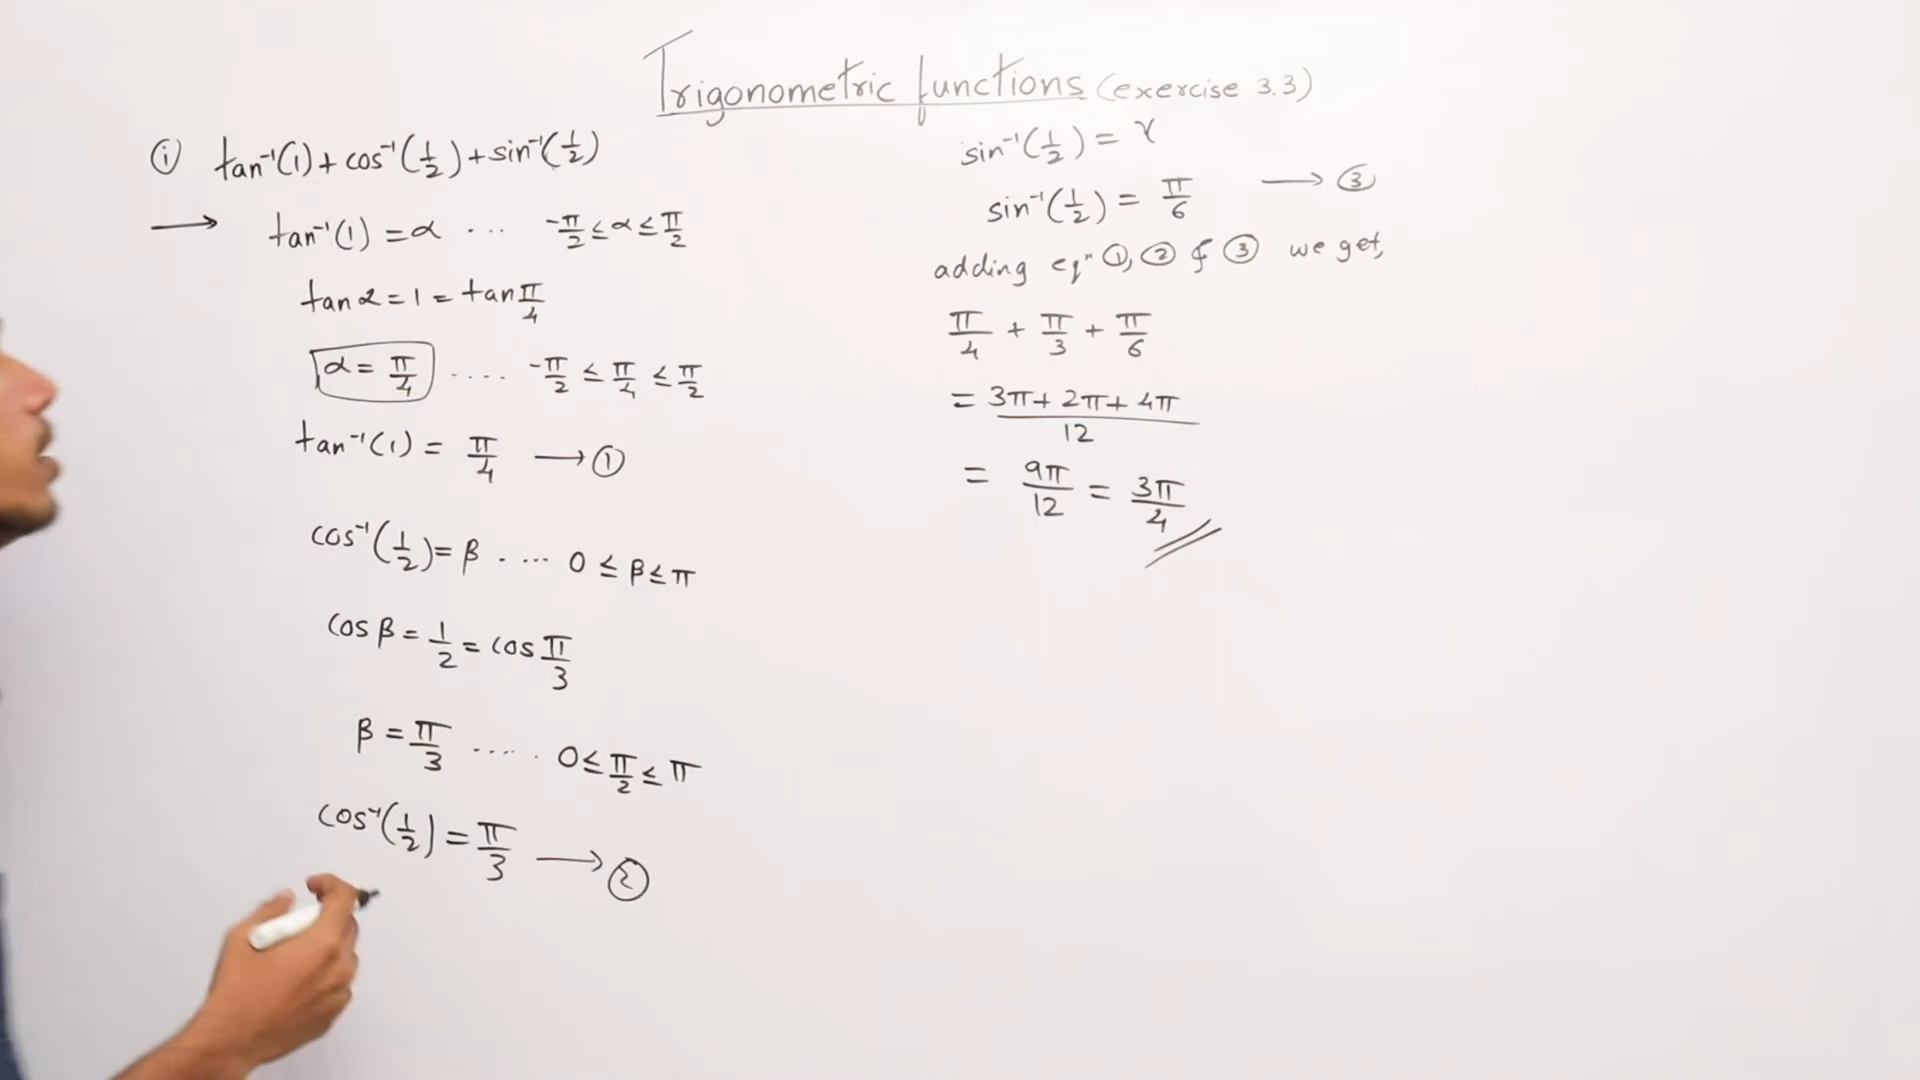 Trigonometric functions (exercise 3.3)
① tan⁻¹(1) + cos⁻¹(1/2) + sin⁻¹(1/2)
→ tan⁻¹(1) = α ... -π/2 ≤ α ≤ π/2
tan α = 1 = tan π/4
α = π/4 .... -π/2 ≤ π/4 ≤ π/2
tan⁻¹(1) = π/4 → ①
cos⁻¹(1/2) = β . ... 0 ≤ β ≤ π
cos β = 1/2 = cos π/3
β = π/3 ..... 0 ≤ π/2 ≤ π
cos⁻¹(1/2) = π/3 → ②
sin⁻¹(1/2) = γ
sin⁻¹(1/2) = π/6 → ③
adding eqⁿ ①, ② & ③ we get,
π/4 + π/3 + π/6
= 3π + 2π + 4π / 12
= 9π/12 = 3π/4